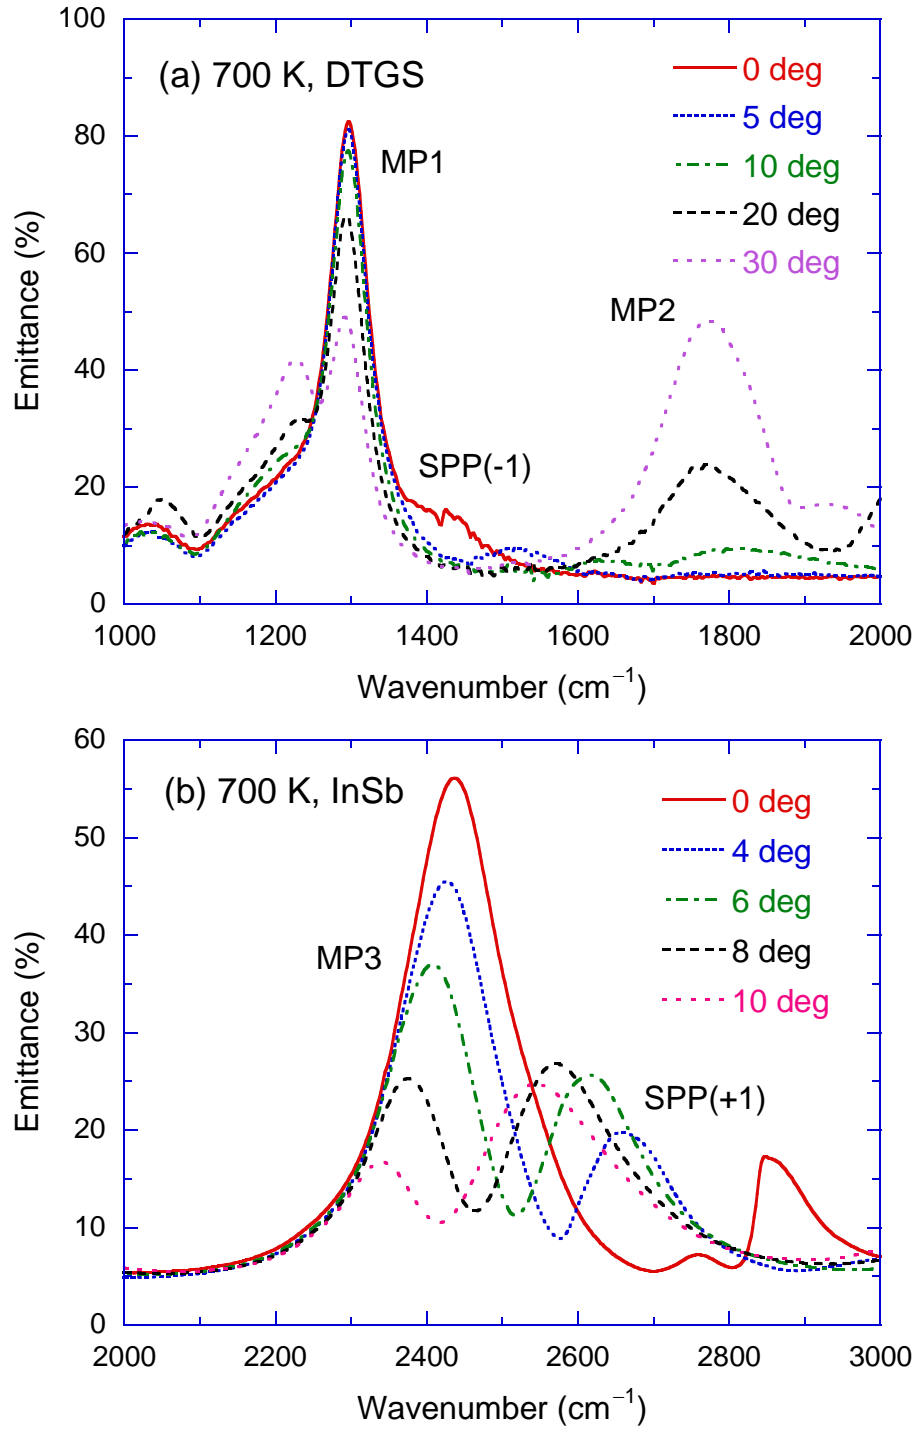 100
(a) 700 K, DTGS
0 deg
5 deg
10 deg
20 deg
30 deg
80
60
40
20
0
MP1
MP2
SPP(-1)
Emittance (%)
1000 1200 1400 1600 1800 2000
Wavenumber (cm⁻¹)
60
(b) 700 K, InSb
0 deg
4 deg
6 deg
8 deg
10 deg
50
40
30
20
10
0
MP3
SPP(+1)
Emittance (%)
2000 2200 2400 2600 2800 3000
Wavenumber (cm⁻¹)